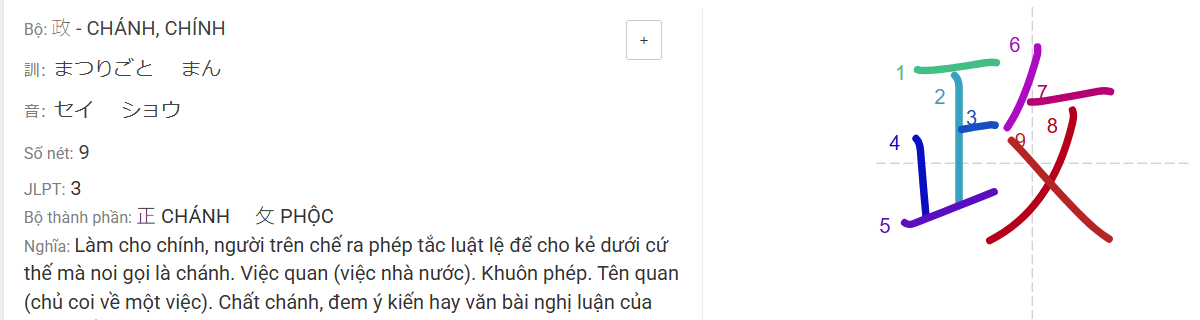 Bộ: 政 - CHÁNH, CHÍNH
+
訓: まつりごと まん
音: セイ ショウ
Số nét: 9
JLPT: 3
Bộ thành phần: 正 CHÁNH 攵 PHỘC
Nghĩa: Làm cho chính, người trên chế ra phép tắc luật lệ để cho kẻ dưới cứ
thế mà noi gọi là chánh. Việc quan (việc nhà nước). Khuôn phép. Tên quan
(chủ coi về một việc). Chất chánh, đem ý kiến hay văn bài nghị luận của
政
1
2
3
4
5
6
7
8
9